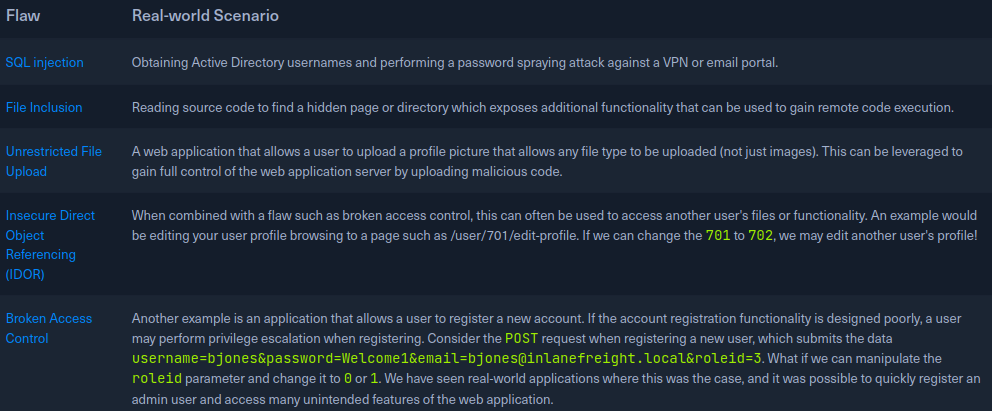 Flaw Real-world Scenario
SQL injection Obtaining Active Directory usernames and performing a password spraying attack against a VPN or email portal.
File Inclusion Reading source code to find a hidden page or directory which exposes additional functionality that can be used to gain remote code execution.
Unrestricted File
Upload
A web application that allows a user to upload a profile picture that allows any file type to be uploaded (not just images). This can be leveraged to
gain full control of the web application server by uploading malicious code.
Insecure Direct
Object
Referencing
(IDOR)
When combined with a flaw such as broken access control, this can often be used to access another user's files or functionality. An example would
be editing your user profile browsing to a page such as /user/701/edit-profile. If we can change the 701 to 702, we may edit another user's profile!
Broken Access
Control
Another example is an application that allows a user to register a new account. If the account registration functionality is designed poorly, a user
may perform privilege escalation when registering. Consider the POST request when registering a new user, which submits the data
username=bjones&password=Welcome1&email=bjones@inlanefreight.local&roleid=3. What if we can manipulate the
roleid parameter and change it to 0 or 1. We have seen real-world applications where this was the case, and it was possible to quickly register an
admin user and access many unintended features of the web application.